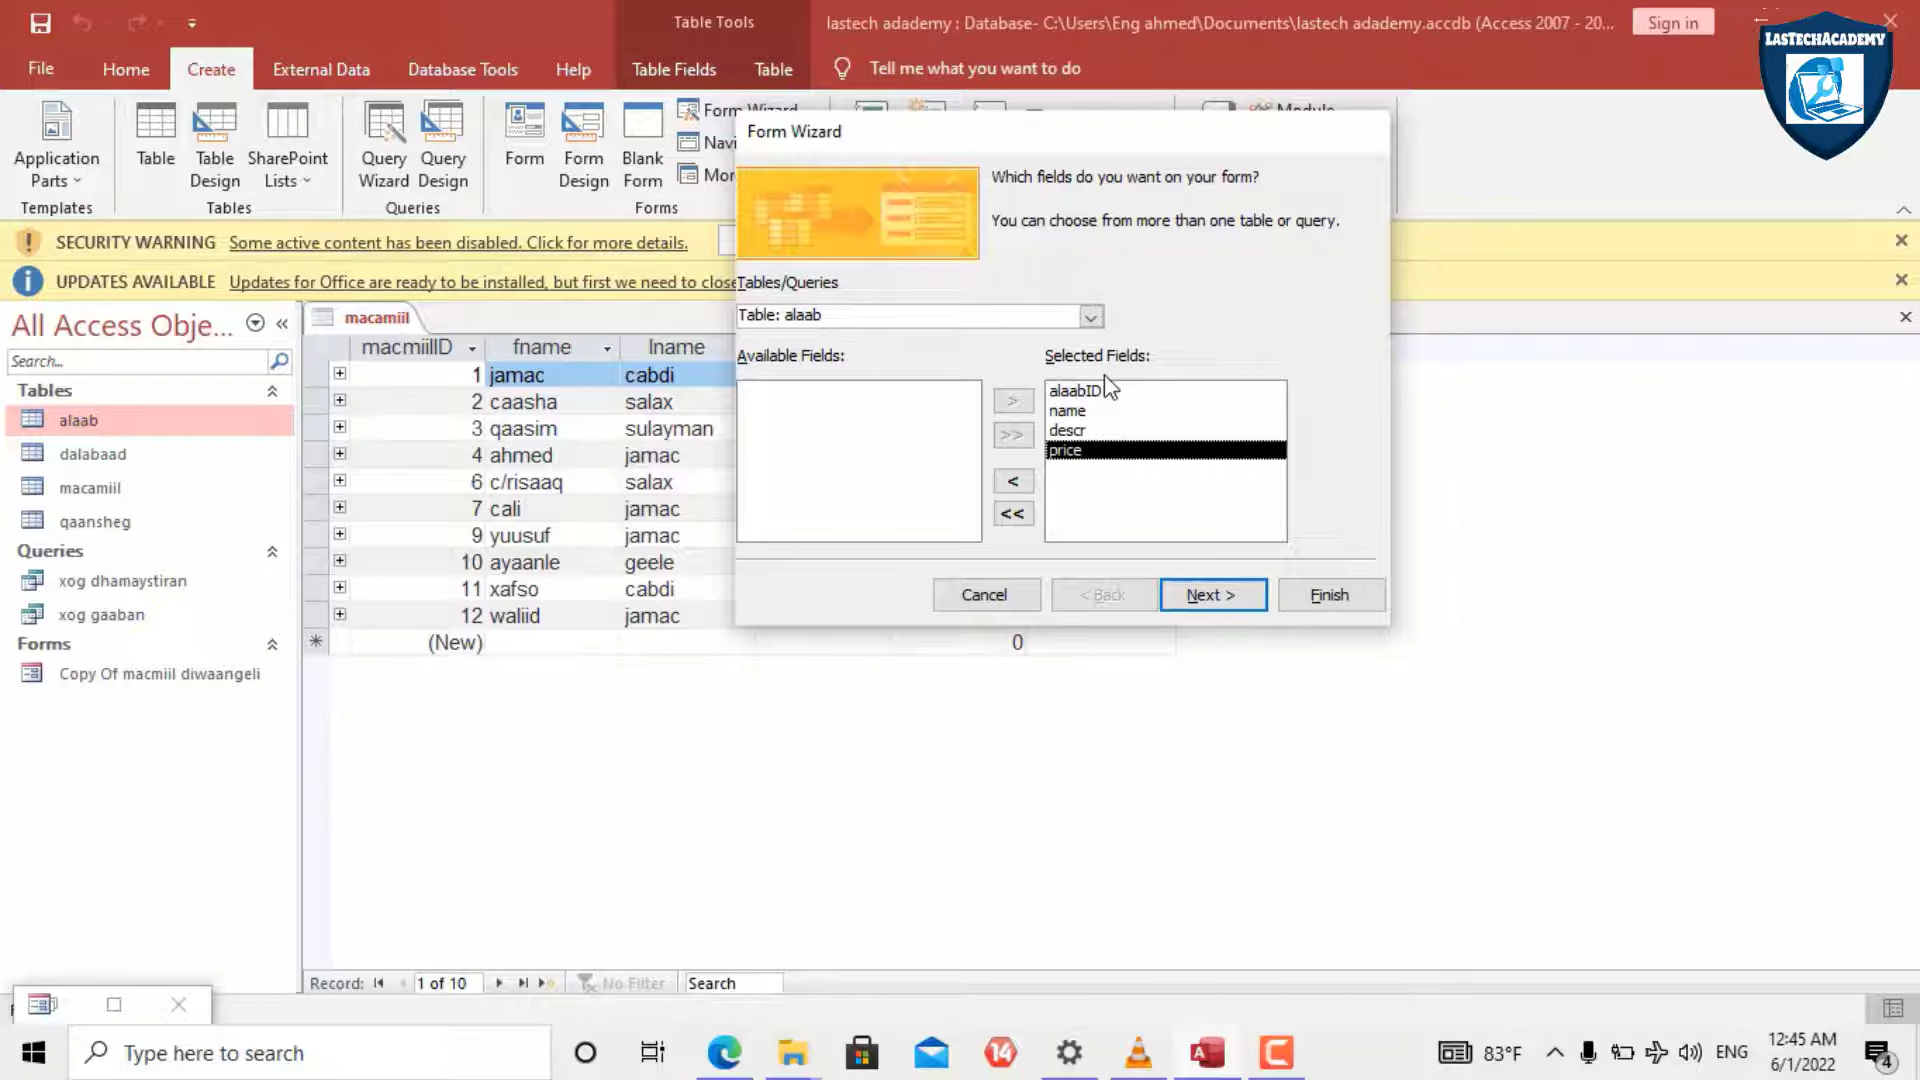 Table Tools
lastech adademy : Database- C:\Users\Eng ahmed\Documents\lastech adademy.accdb (Access 2007 - 20...
Sign in
LASTECHACADEMY
File
Home
Create
External Data
Database Tools
Help
Table Fields
Table
Tell me what you want to do
Application Parts
Table
Table Design
SharePoint Lists
Query Wizard
Query Design
Form
Form Design
Blank Form
Form Wizard
Module
Templates
Tables
Queries
Forms
SECURITY WARNING Some active content has been disabled. Click for more details.
UPDATES AVAILABLE Updates for Office are ready to be installed, but first we need to close
All Access Obje...
Search...
Tables
alaab
dalabaad
macamiil
qaansheg
Queries
xog dhamaystiran
xog gaaban
Forms
Copy Of macmiil diwaangeli
macamiil
macmiilID fname lname
1 jamac cabdi
2 caasha salax
3 qaasim sulayman
4 ahmed jamac
6 c/risaaq salax
7 cali jamac
9 yuusuf jamac
10 ayaanle geele
11 xafso cabdi
12 waliid jamac
(New) 0
Form Wizard
Which fields do you want on your form?
You can choose from more than one table or query.
Tables/Queries
Table: alaab
Available Fields:
Selected Fields:
alaabID
name
descr
price
>
>>
<
<<
Cancel
< Back
Next >
Finish
Record: 1 of 10 No Filter Search
Type here to search
14
83°F
ENG
12:45 AM
6/1/2022
4